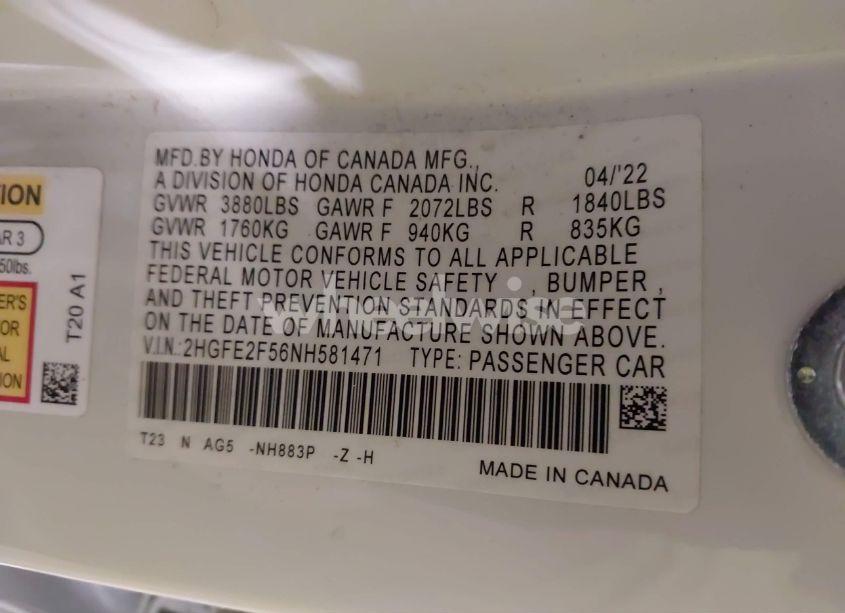 MFD.BY HONDA OF CANADA MFG.,
A DIVISION OF HONDA CANADA INC. 04/'22
GVWR 3880LBS GAWR F 2072LBS R 1840LBS
GVWR 1760KG GAWR F 940KG R 835KG
THIS VEHICLE CONFORMS TO ALL APPLICABLE
FEDERAL MOTOR VEHICLE SAFETY , BUMPER ,
AND THEFT PREVENTION STANDARDS IN EFFECT
ON THE DATE OF MANUFACTURE SHOWN ABOVE.
V.I.N.:2HGFE2F56NH581471 TYPE: PASSENGER CAR
T23 N AG5 -NH883P -Z -H
MADE IN CANADA
T20 A1